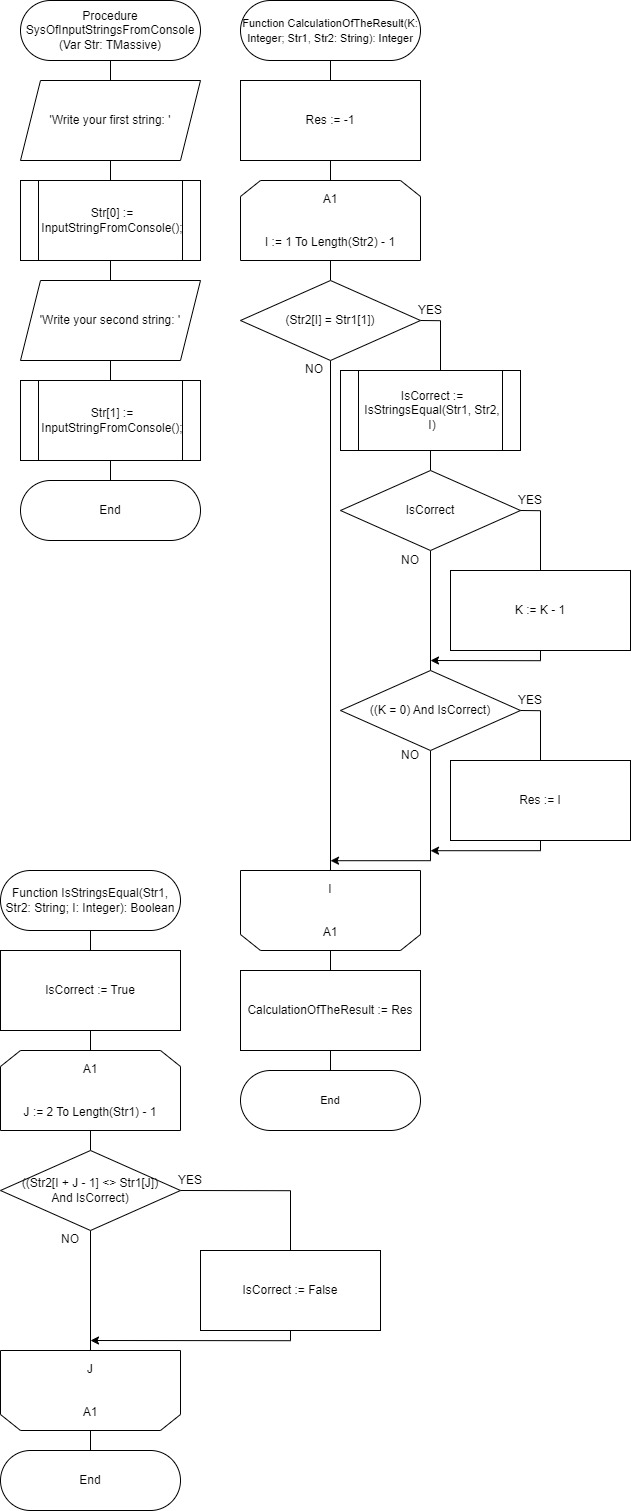 Procedure
SysOfInputStringsFromConsole
(Var Str: TMassive)
'Write your first string: '
Str[0] :=
InputStringFromConsole();
'Write your second string: '
Str[1] :=
InputStringFromConsole();
End
Function CalculationOfTheResult(K:
Integer; Str1, Str2: String): Integer
Res := -1
A1
I := 1 To Length(Str2) - 1
(Str2[I] = Str1[1])
YES
NO
IsCorrect :=
IsStringsEqual(Str1, Str2,
I)
IsCorrect
YES
NO
K := K - 1
((K = 0) And IsCorrect)
YES
NO
Res := I
I
A1
CalculationOfTheResult := Res
End
Function IsStringsEqual(Str1,
Str2: String; I: Integer): Boolean
IsCorrect := True
A1
J := 2 To Length(Str1) - 1
((Str2[I + J - 1] <> Str1[J])
And IsCorrect)
YES
NO
IsCorrect := False
J
A1
End